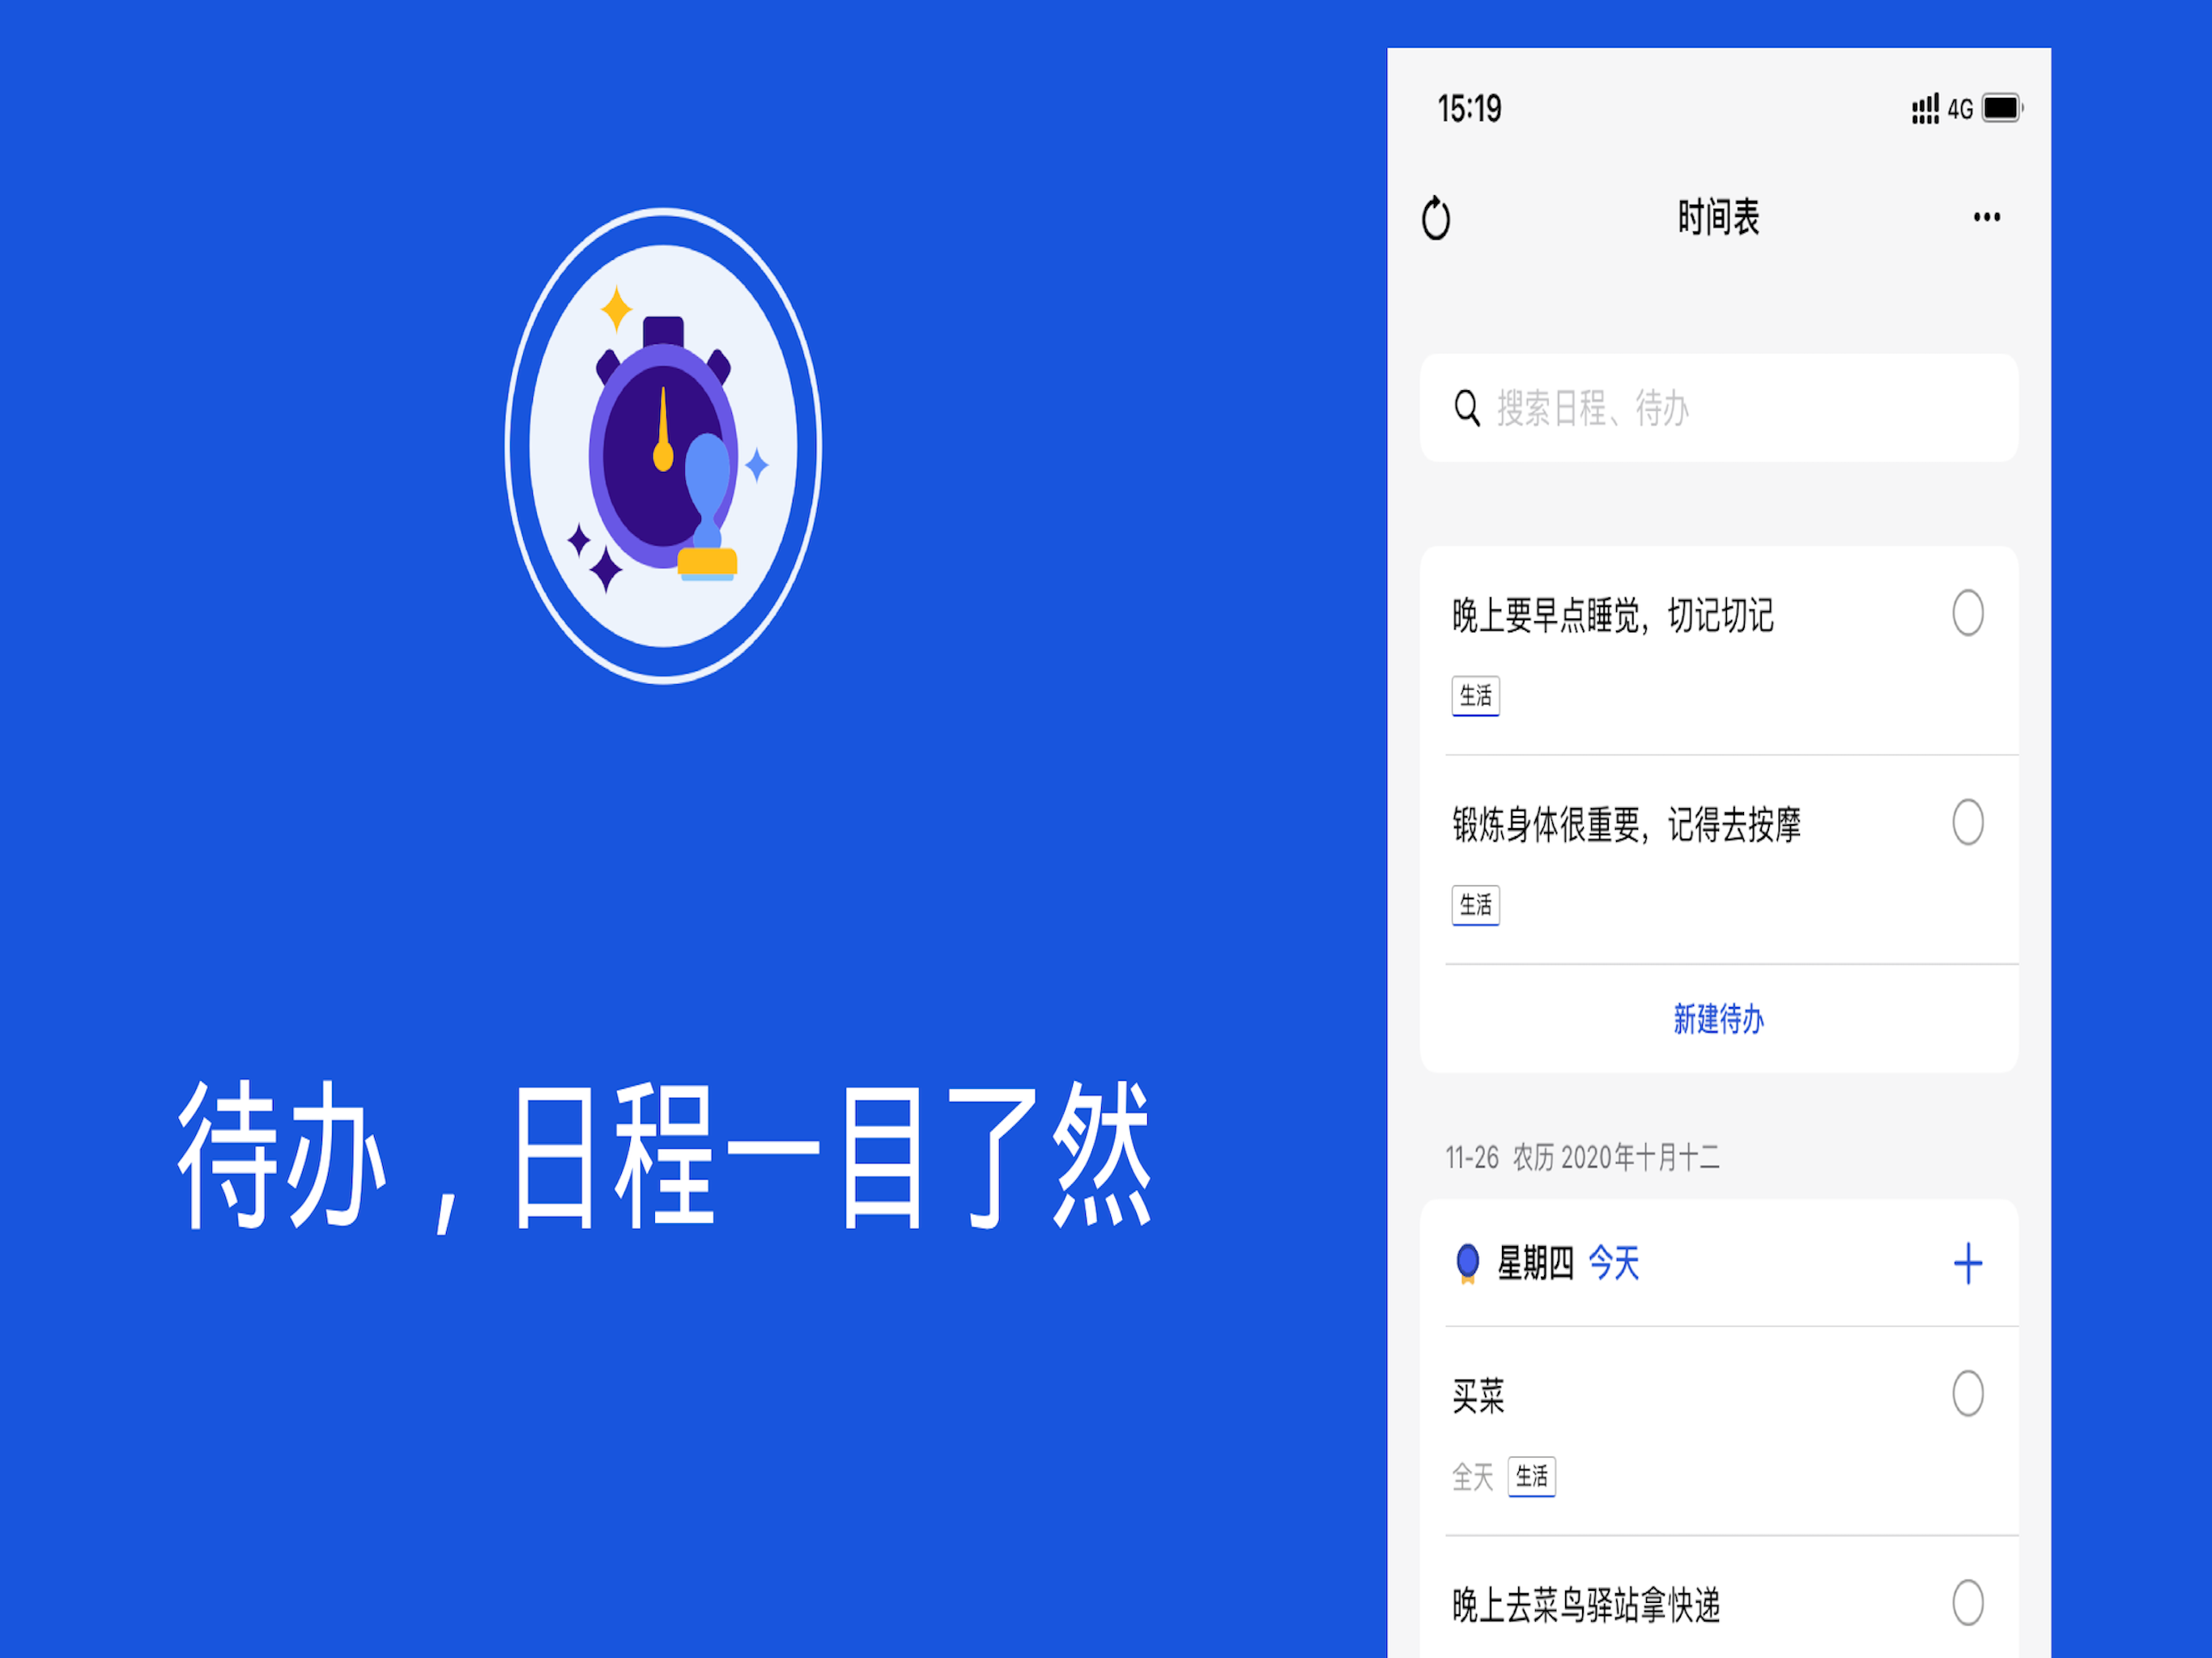 待办，日程一目了然
15:19
4G
时间表
搜索日程、待办
晚上要早点睡觉，切记切记
生活
锻炼身体很重要，记得去按摩
生活
新建待办
11-26 农历 2020年十月十二
星期四 今天
买菜
全天 生活
晚上去菜鸟驿站拿快递